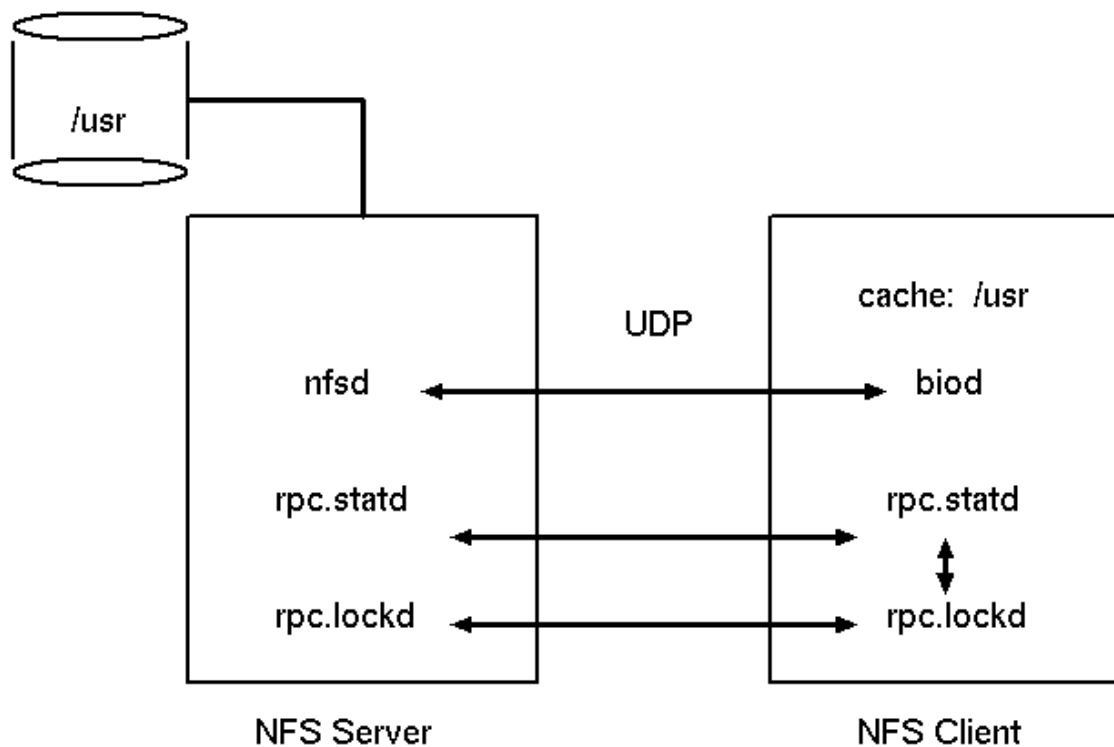 /usr
cache: /usr
UDP
nfsd
biod
rpc.statd
rpc.statd
rpc.lockd
rpc.lockd
NFS Server
NFS Client